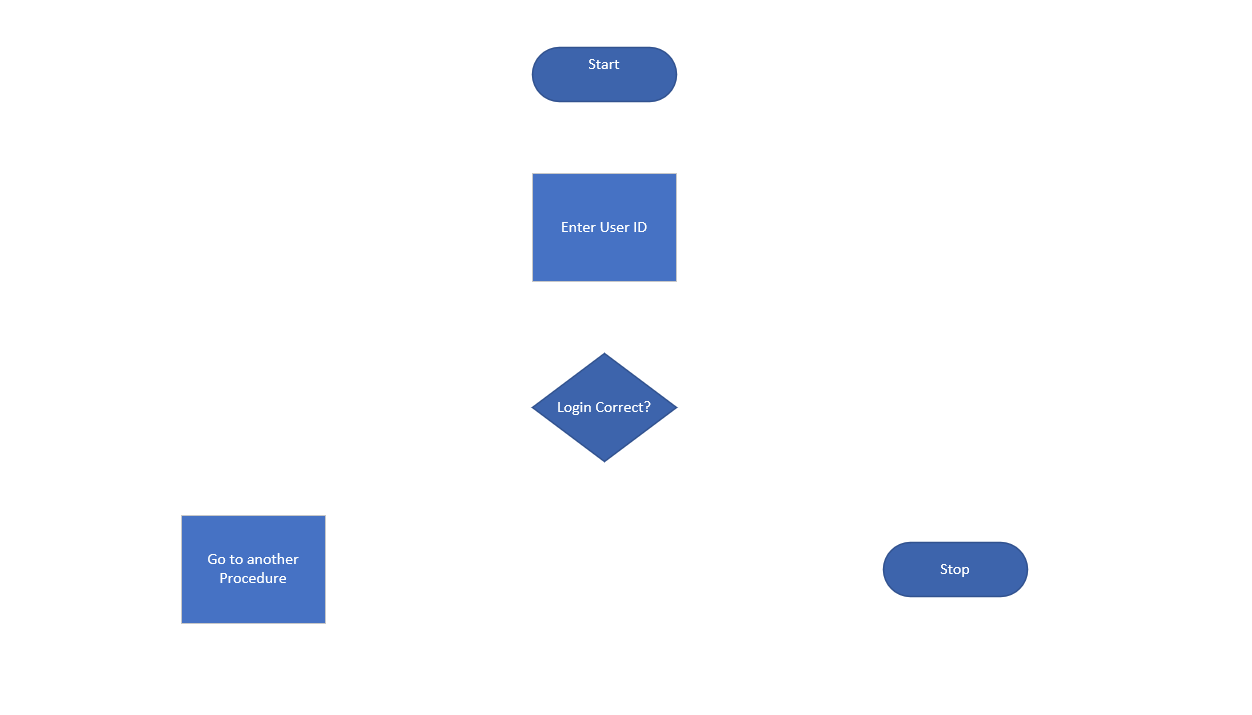 Start
Enter User ID
Login Correct?
Go to another
Procedure
Stop